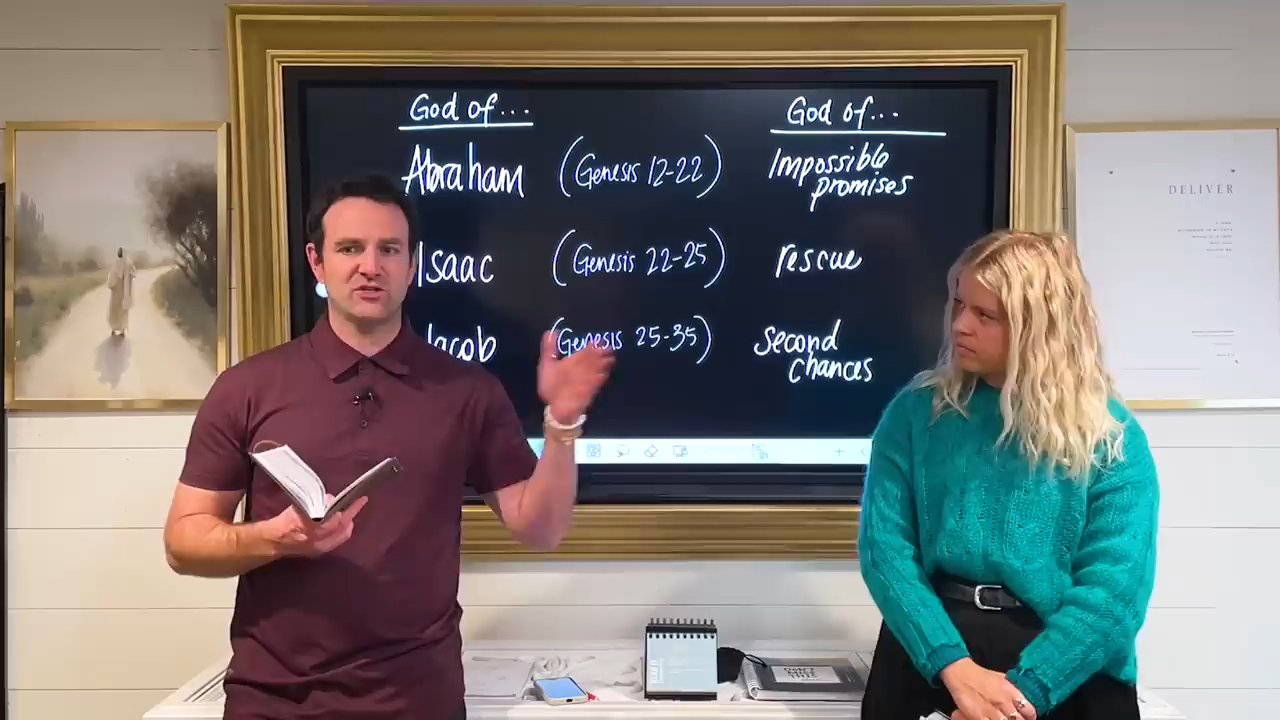 God of...
God of...
Abraham
(Genesis 12-22)
Impossible
promises
Isaac
(Genesis 22-25)
rescue
Jacob
(Genesis 25-35)
second
chances
DELIVER